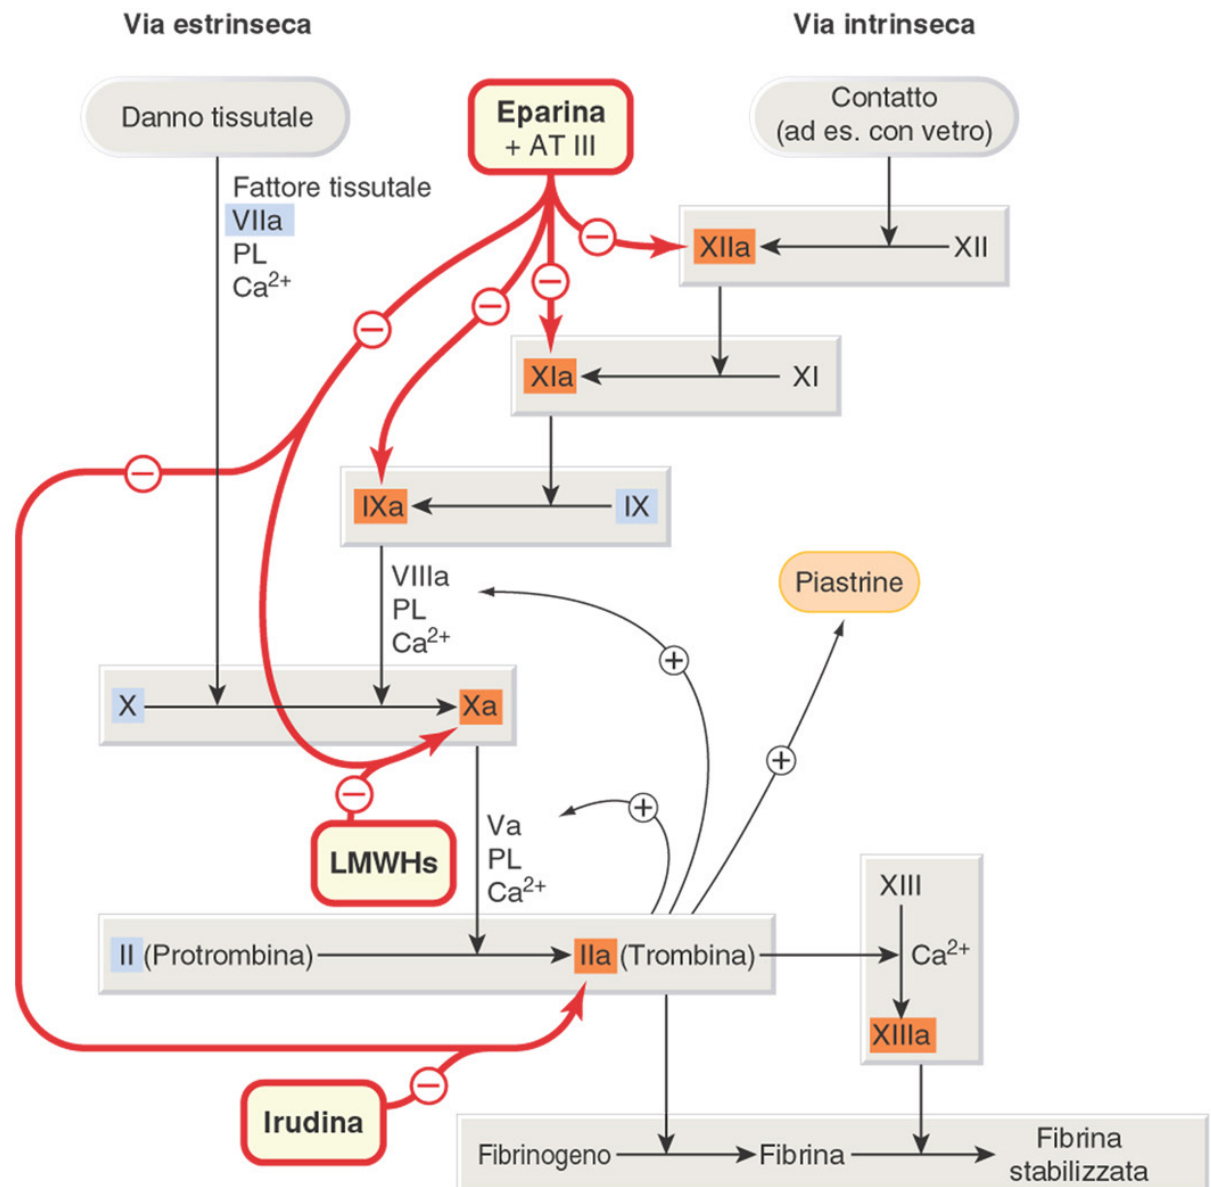 Via estrinseca
Via intrinseca
Danno tissutale
Eparina
+ AT III
Contatto
(ad es. con vetro)
Fattore tissutale
VIIa
PL
Ca²⁺
XIIa
XII
XIa
XI
IXa
IX
VIIIa
PL
Ca²⁺
Piastrine
X
Xa
LMWHs
Va
PL
Ca²⁺
XIII
II (Protrombina)
IIa (Trombina)
Ca²⁺
XIIIa
Irudina
Fibrinogeno
Fibrina
Fibrina
stabilizzata